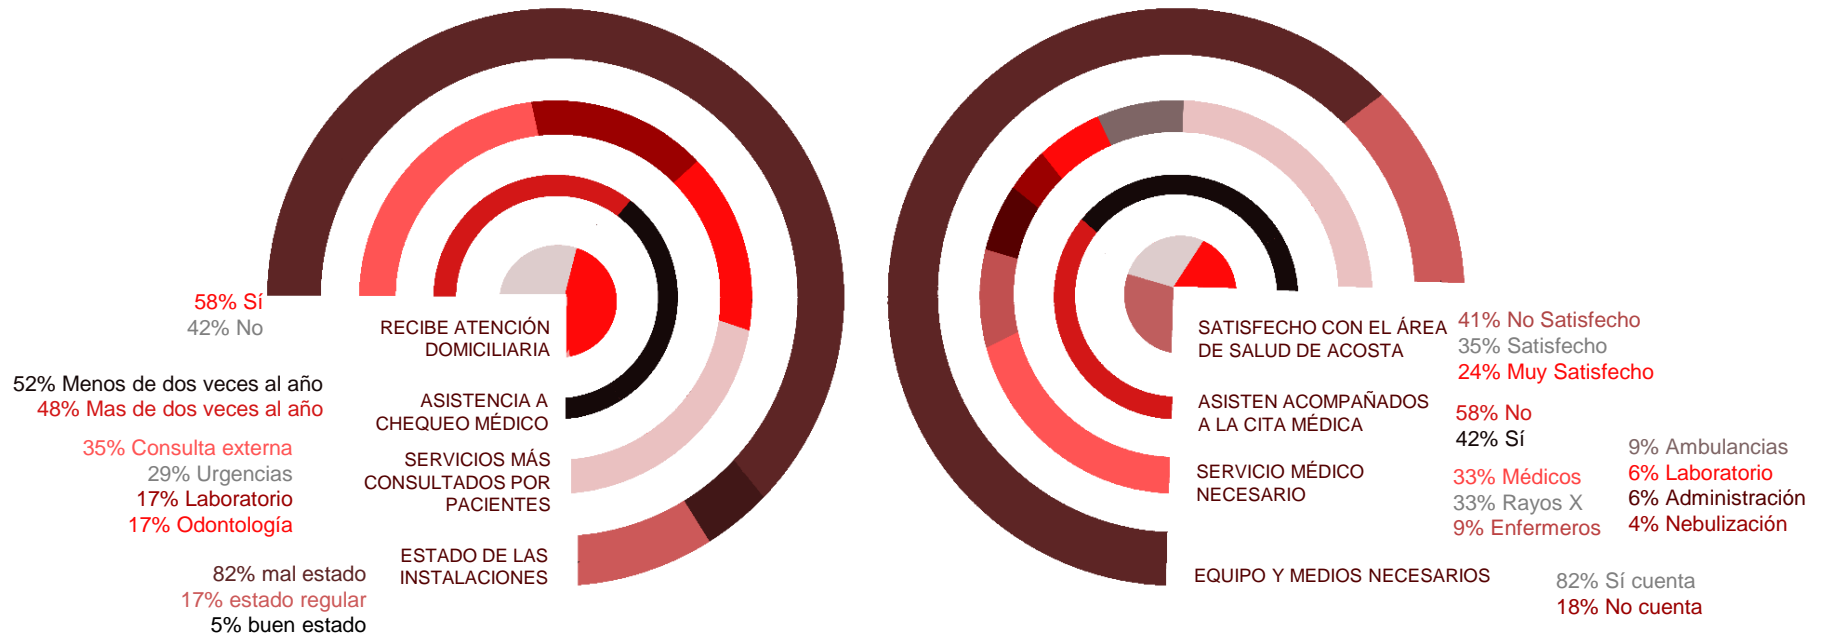 58% Sí
42% No
RECIBE ATENCIÓN
DOMICILIARIA
52% Menos de dos veces al año
48% Mas de dos veces al año
ASISTENCIA A
CHEQUEO MÉDICO
35% Consulta externa
29% Urgencias
17% Laboratorio
17% Odontología
SERVICIOS MÁS
CONSULTADOS POR
PACIENTES
82% mal estado
17% estado regular
5% buen estado
ESTADO DE LAS
INSTALACIONES
SATISFECHO CON EL ÁREA
DE SALUD DE ACOSTA
41% No Satisfecho
35% Satisfecho
24% Muy Satisfecho
ASISTEN ACOMPAÑADOS
A LA CITA MÉDICA
58% No
42% Sí
SERVICIO MÉDICO
NECESARIO
33% Médicos
33% Rayos X
9% Enfermeros
9% Ambulancias
6% Laboratorio
6% Administración
4% Nebulización
EQUIPO Y MEDIOS NECESARIOS
82% Sí cuenta
18% No cuenta